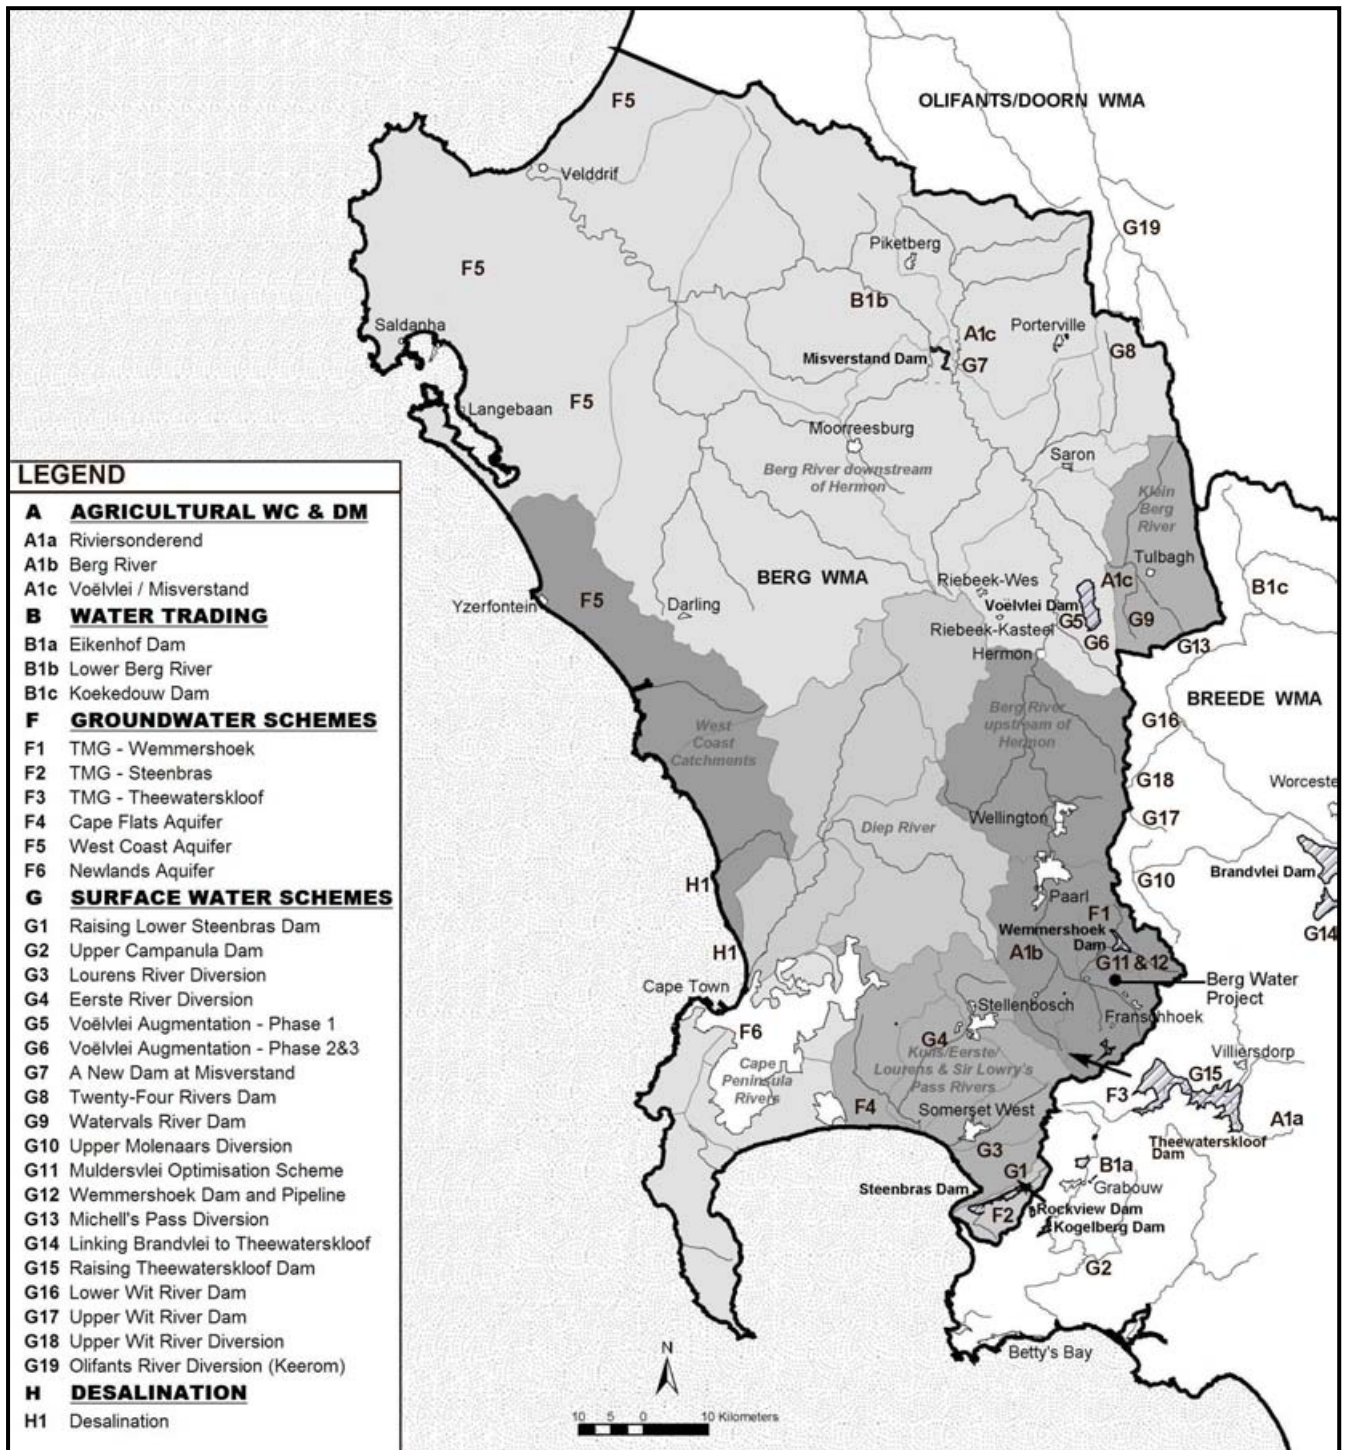 OLIFANTS/DOORN WMA
F5
Velddrif
G19
Piketberg
F5
B1b
Saldanha
A1c
Porterville
G8
Misverstand Dam
G7
F5
Langebaan
Moorreesburg
Berg River downstream
of Hermon
Saron
Klein
Berg
River
Tulbagh
BERG WMA
Riebeek-Wes
A1c
B1c
Yzerfontein
F5
Darling
Voëlvlei Dam
G5
G9
Riebeek-Kasteel
G6
G13
Hermon
BREEDE WMA
West
Coast
Catchments
Berg River
upstream of
Hermon
G16
G18
Worceste
Wellington
G17
Diep River
H1
G10
Brandvlei Dam
Paarl
F1
Wemmershoek
Dam
G14
H1
A1b
G11 & 12
Berg Water
Project
Cape Town
Stellenbosch
Franschhoek
F6
G4
Kuils/Eerste/
Lourens & Sir Lowry's
Pass Rivers
Villiersdorp
Cape
Peninsula
Rivers
G15
F3
F4
Somerset West
A1a
Theewaterskloof
Dam
G3
G1
B1a
Grabouw
Steenbras Dam
F2
Rockview Dam
Kogelberg Dam
G2
Betty's Bay
N
10 5 0 10 Kilometers
LEGEND
A AGRICULTURAL WC & DM
A1a Riviersonderend
A1b Berg River
A1c Voëlvlei / Misverstand
B WATER TRADING
B1a Eikenhof Dam
B1b Lower Berg River
B1c Koekedouw Dam
F GROUNDWATER SCHEMES
F1 TMG - Wemmershoek
F2 TMG - Steenbras
F3 TMG - Theewaterskloof
F4 Cape Flats Aquifer
F5 West Coast Aquifer
F6 Newlands Aquifer
G SURFACE WATER SCHEMES
G1 Raising Lower Steenbras Dam
G2 Upper Campanula Dam
G3 Lourens River Diversion
G4 Eerste River Diversion
G5 Voëlvlei Augmentation - Phase 1
G6 Voëlvlei Augmentation - Phase 2&3
G7 A New Dam at Misverstand
G8 Twenty-Four Rivers Dam
G9 Watervals River Dam
G10 Upper Molenaars Diversion
G11 Muldersvlei Optimisation Scheme
G12 Wemmershoek Dam and Pipeline
G13 Michell's Pass Diversion
G14 Linking Brandvlei to Theewaterskloof
G15 Raising Theewaterskloof Dam
G16 Lower Wit River Dam
G17 Upper Wit River Dam
G18 Upper Wit River Diversion
G19 Olifants River Diversion (Keerom)
H DESALINATION
H1 Desalination